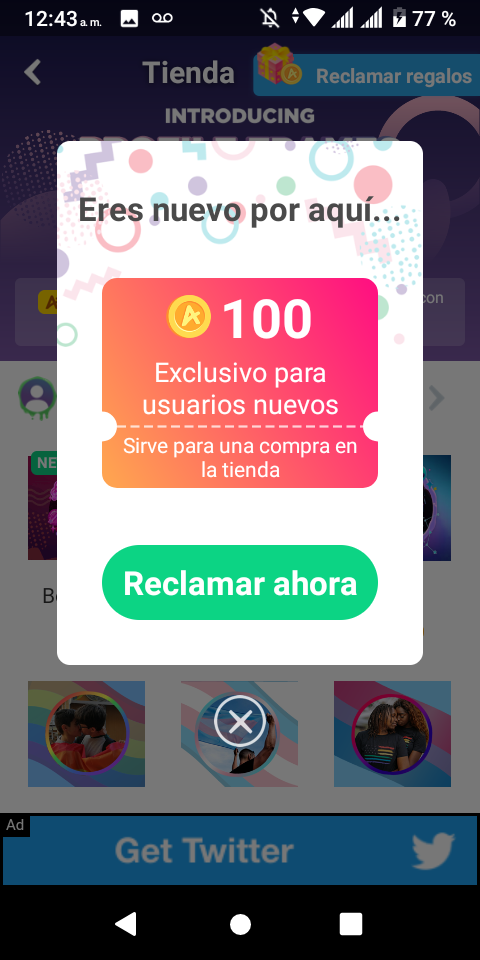 12:43 a. m.
77 %
Tienda
Reclamar regalos
INTRODUCING
Eres nuevo por aquí...
100
Exclusivo para
usuarios nuevos
Sirve para una compra en
la tienda
con
NE
Reclamar ahora
Ad
Get Twitter